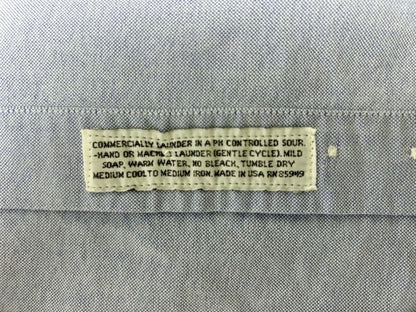 COMMERCIALLY LAUNDER IN A PH CONTROLLED SOUR.
-HAND OR MACHINE LAUNDER (GENTLE CYCLE). MILD
SOAP, WARM WATER, NO BLEACH, TUMBLE DRY
MEDIUM COOL TO MEDIUM IRON. MADE IN USA RN 85949